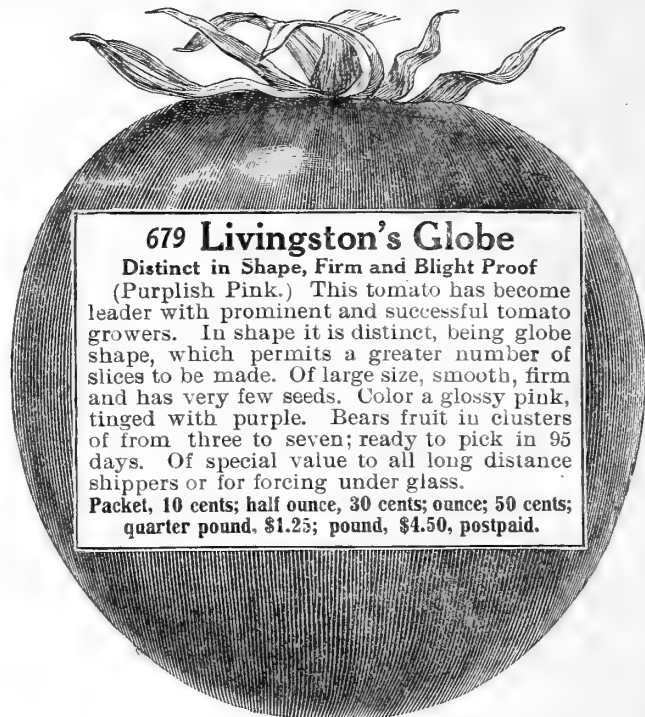 679 Livingston's Globe
Distinct in Shape, Firm and Blight Proof
(Purplish Pink.) This tomato has become
leader with prominent and successful tomato
growers. In shape it is distinct, being globe
shape, which permits a greater number of
slices to be made. Of large size, smooth, firm
and has very few seeds. Color a glossy pink,
tinged with purple. Bears fruit in clusters
of from three to seven; ready to pick in 95
days. Of special value to all long distance
shippers or for forcing under glass.
Packet, 10 cents; half ounce, 30 cents; ounce; 50 cents;
quarter pound, $1.25; pound, $4.50, postpaid.